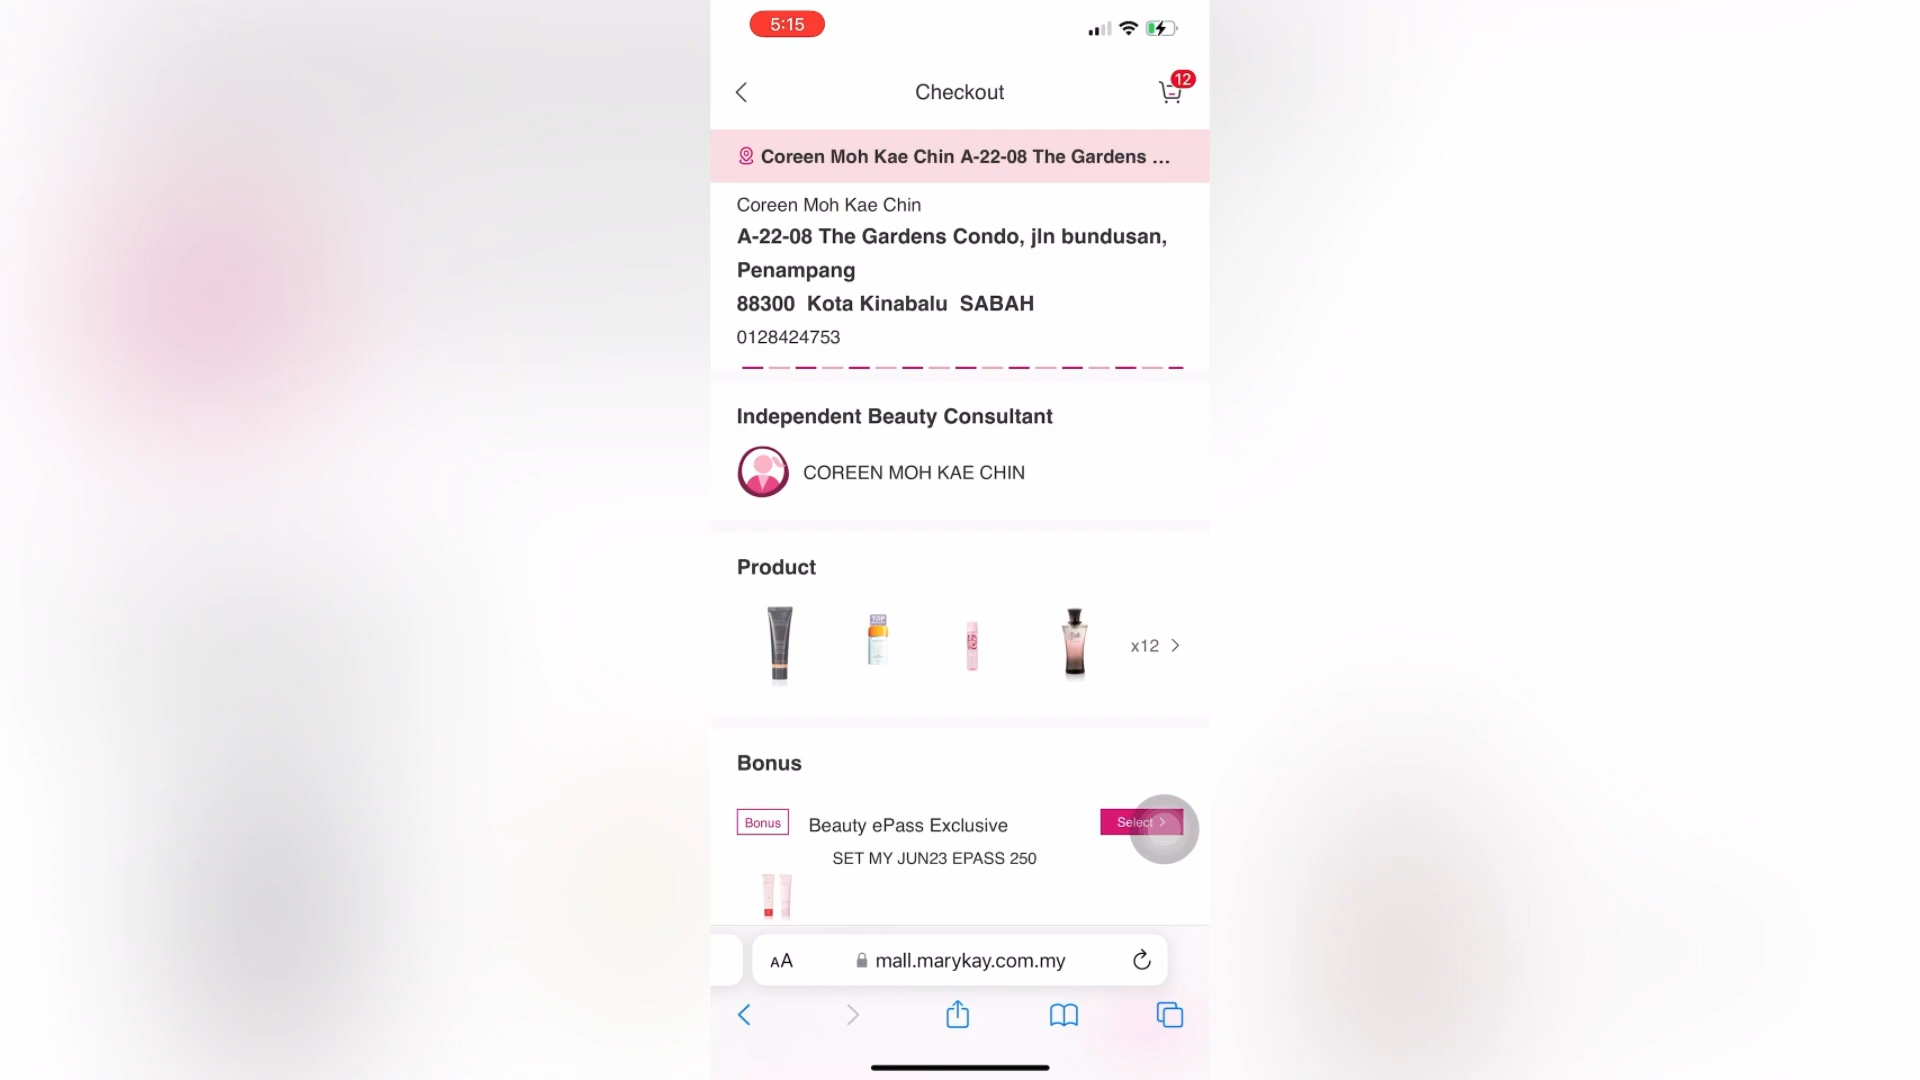 5:15
Checkout
12
Coreen Moh Kae Chin A-22-08 The Gardens ...
Coreen Moh Kae Chin
A-22-08 The Gardens Condo, jln bundusan,
Penampang
88300 Kota Kinabalu SABAH
0128424753
Independent Beauty Consultant
COREEN MOH KAE CHIN
Product
TOP
x12
Bonus
Bonus
Beauty ePass Exclusive
Select
SET MY JUN23 EPASS 250
AA
mall.marykay.com.my